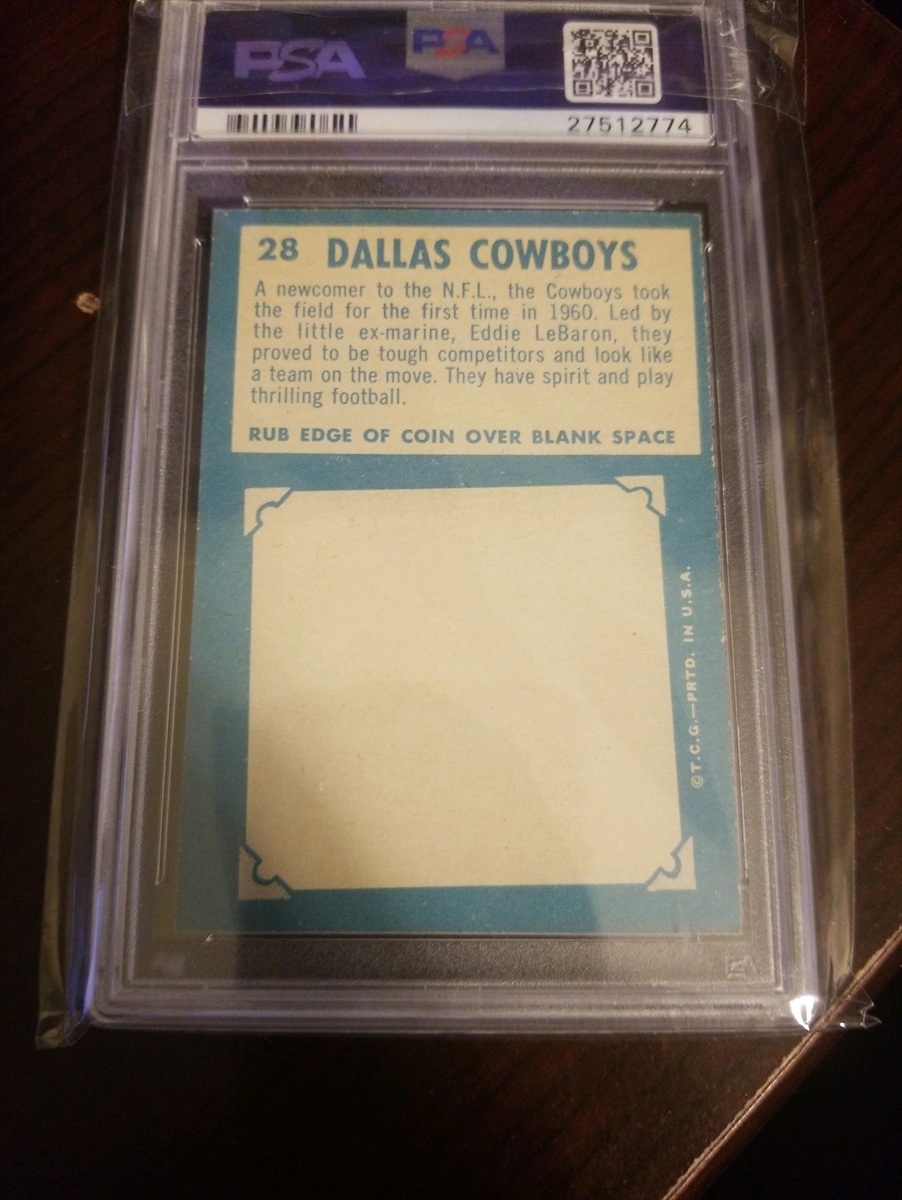 PSA
PSA
27512774
28 DALLAS COWBOYS
A newcomer to the N.F.L., the Cowboys took
the field for the first time in 1960. Led by
the little ex-marine, Eddie LeBaron, they
proved to be tough competitors and look like
a team on the move. They have spirit and play
thrilling football.
RUB EDGE OF COIN OVER BLANK SPACE
©T.C.G.—PRTD. IN U.S.A.